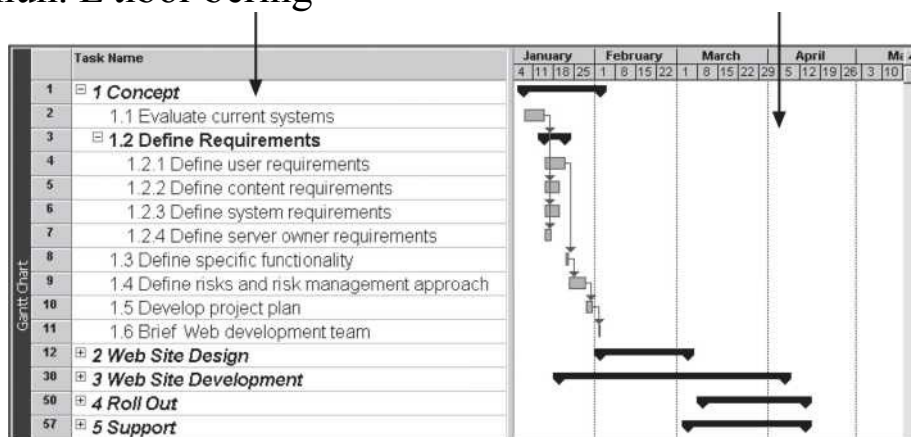 E tibor bering
Task Name January February March April
4 11 18 25 1 8 15 22 1 8 15 22 29 5 12 19 26 3 10
1 1 Concept
2 1.1 Evaluate current systems
3 1.2 Define Requirements
4 1.2.1 Define user requirements
5 1.2.2 Define content requirements
6 1.2.3 Define system requirements
7 1.2.4 Define server owner requirements
8 1.3 Define specific functionality
9 1.4 Define risks and risk management approach
10 1.5 Develop project plan
11 1.6 Brief Web development team
12 2 Web Site Design
30 3 Web Site Development
50 4 Roll Out
57 5 Support
Gantt Chart